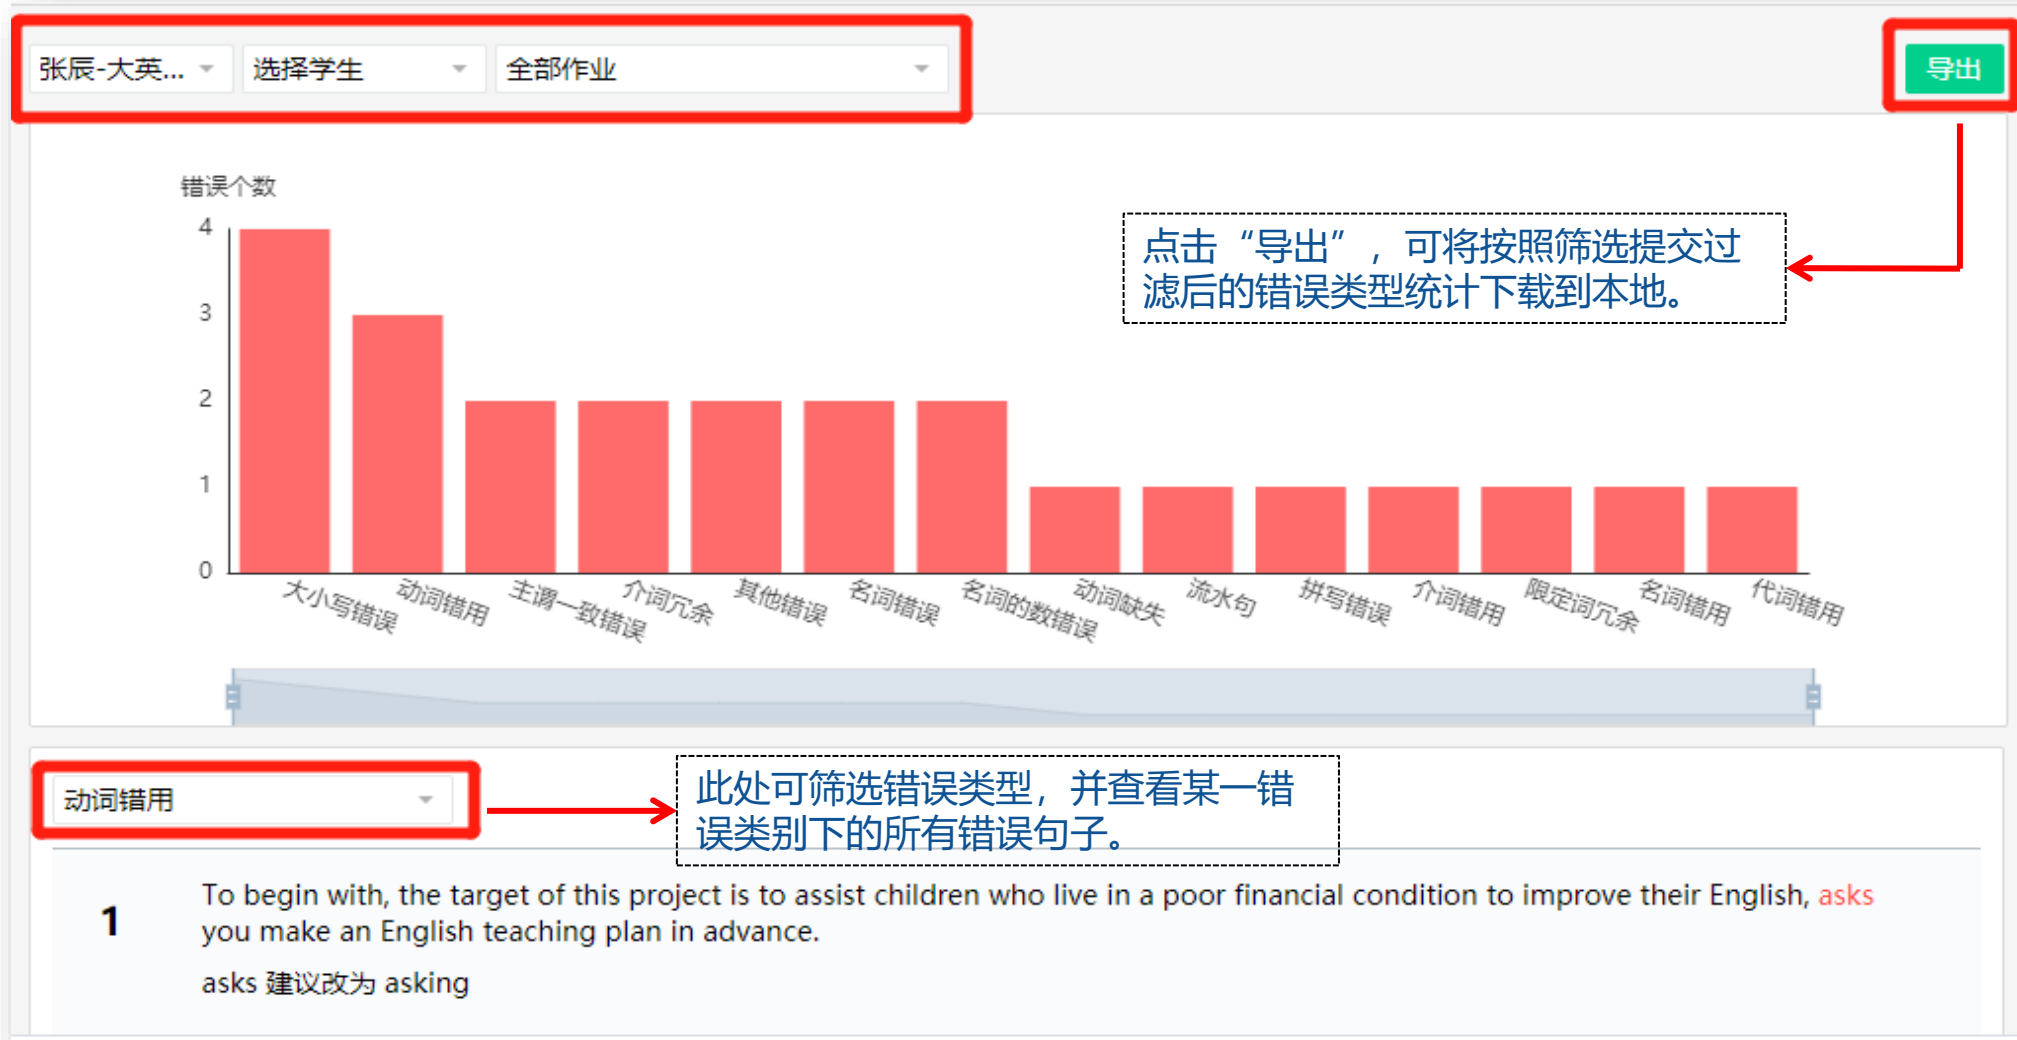 张辰-大英...
选择学生
全部作业
导出
错误个数
4
3
2
1
0
大小写错误
动词错用
主谓一致错误
介词冗余
其他错误
名词错误
名词的数错误
动词缺失
流水句
拼写错误
介词错用
限定词冗余
名词错用
代词错用
点击“导出”，可将按照筛选提交过
滤后的错误类型统计下载到本地。
动词错用
此处可筛选错误类型，并查看某一错
误类别下的所有错误句子。
1
To begin with, the target of this project is to assist children who live in a poor financial condition to improve their English, asks
you make an English teaching plan in advance.
asks 建议改为 asking